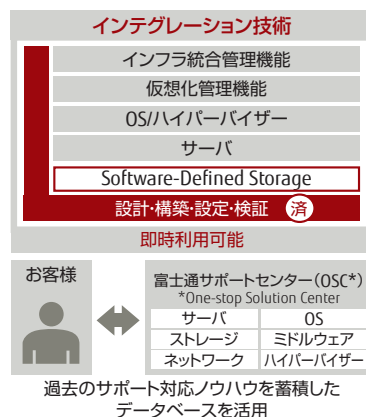 インテグレーション技術
インフラ統合管理機能
仮想化管理機能
OS/ハイパーバイザー
サーバ
Software-Defined Storage
設計・構築・設定・検証 済
即時利用可能
お客様
富士通サポートセンター(OSC*)
*One-stop Solution Center
サーバ OS
ストレージ ミドルウェア
ネットワーク ハイパーバイザー
過去のサポート対応ノウハウを蓄積した
データベースを活用